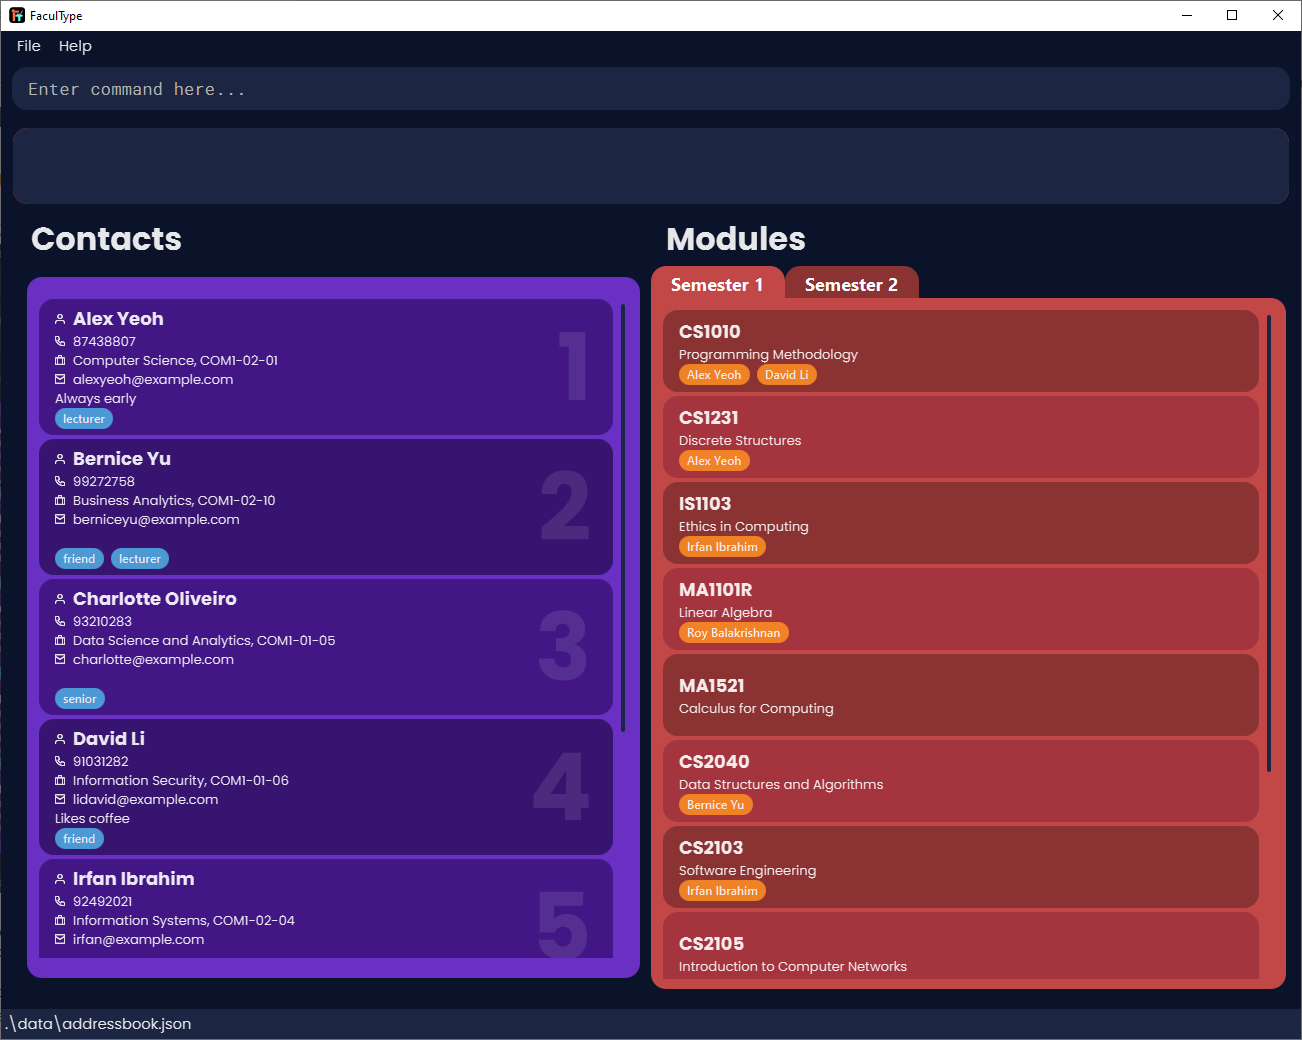 FaculType
File Help
Enter command here...
Contacts
Alex Yeoh
87438807
Computer Science, COM1-02-01
alexyeoh@example.com
Always early
lecturer
1
Bernice Yu
99272758
Business Analytics, COM1-02-10
berniceyu@example.com
friend lecturer
2
Charlotte Oliveiro
93210283
Data Science and Analytics, COM1-01-05
charlotte@example.com
senior
3
David Li
91031282
Information Security, COM1-01-06
lidavid@example.com
Likes coffee
friend
4
Irfan Ibrahim
92492021
Information Systems, COM1-02-04
irfan@example.com
5
Modules
Semester 1 Semester 2
CS1010
Programming Methodology
Alex Yeoh David Li
CS1231
Discrete Structures
Alex Yeoh
IS1103
Ethics in Computing
Irfan Ibrahim
MA1101R
Linear Algebra
Roy Balakrishnan
MA1521
Calculus for Computing
CS2040
Data Structures and Algorithms
Bernice Yu
CS2103
Software Engineering
Irfan Ibrahim
CS2105
Introduction to Computer Networks
.\data\addressbook.json